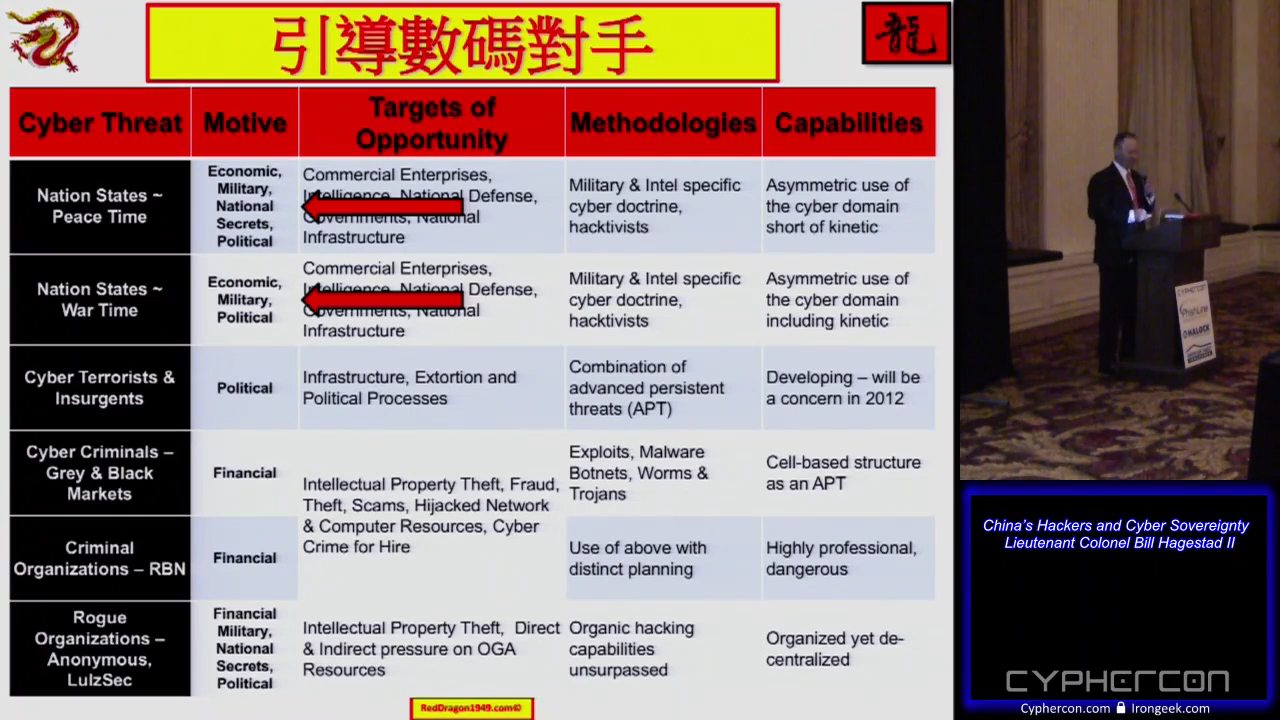 引導數碼對手
龍
Cyber Threat
Motive
Targets of
Opportunity
Methodologies
Capabilities
Nation States ~
Peace Time
Economic,
Military,
National
Secrets,
Political
Commercial Enterprises,
Intelligence, National Defense,
Governments, National
Infrastructure
Military & Intel specific
cyber doctrine,
hacktivists
Asymmetric use of
the cyber domain
short of kinetic
Nation States ~
War Time
Economic,
Military,
Political
Commercial Enterprises,
Intelligence, National Defense,
Governments, National
Infrastructure
Military & Intel specific
cyber doctrine,
hacktivists
Asymmetric use of
the cyber domain
including kinetic
Cyber Terrorists &
Insurgents
Political
Infrastructure, Extortion and
Political Processes
Combination of
advanced persistent
threats (APT)
Developing – will be
a concern in 2012
Cyber Criminals –
Grey & Black
Markets
Financial
Intellectual Property Theft, Fraud,
Theft, Scams, Hijacked Network
& Computer Resources, Cyber
Crime for Hire
Exploits, Malware
Botnets, Worms &
Trojans
Cell-based structure
as an APT
Criminal
Organizations – RBN
Financial
Use of above with
distinct planning
Highly professional,
dangerous
Rogue
Organizations –
Anonymous,
LulzSec
Financial
Military,
National
Secrets,
Political
Intellectual Property Theft, Direct
& Indirect pressure on OGA
Resources
Organic hacking
capabilities
unsurpassed
Organized yet de-
centralized
RedDragon1949.com©
CYPHERCON
PhishLine
HALOCK
China's Hackers and Cyber Sovereignty
Lieutenant Colonel Bill Hagestad II
CYPHERCON
Cyphercon.com Irongeek.com